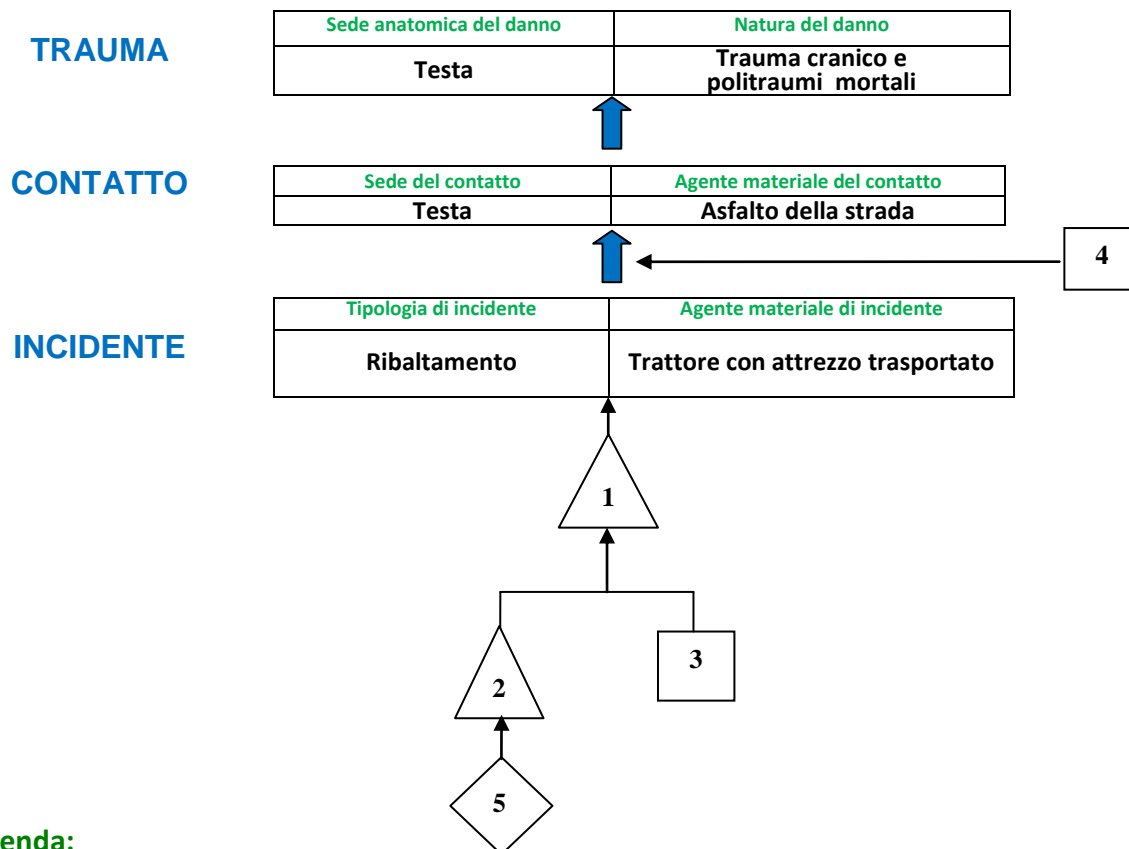 TRAUMA
Sede anatomica del danno Natura del danno
Testa Trauma cranico e
politraumi mortali
CONTATTO
Sede del contatto Agente materiale del contatto
Testa Asfalto della strada
4
INCIDENTE
Tipologia di incidente Agente materiale di incidente
Ribaltamento Trattore con attrezzo trasportato
1
2
3
5
enda: